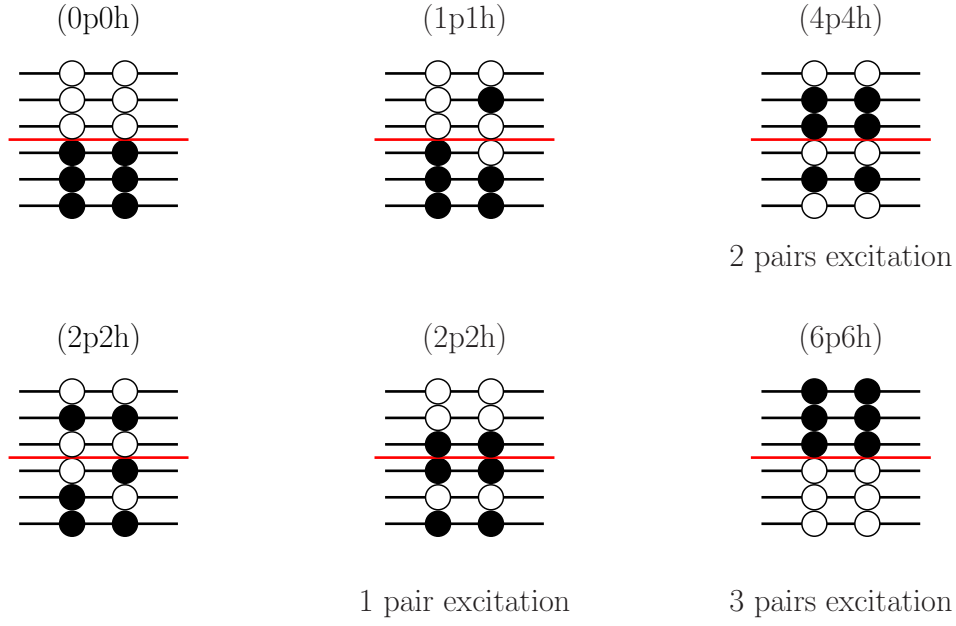 (0p0h)
(1p1h)
(4p4h)
2 pairs excitation
(2p2h)
(2p2h)
(6p6h)
1 pair excitation
3 pairs excitation